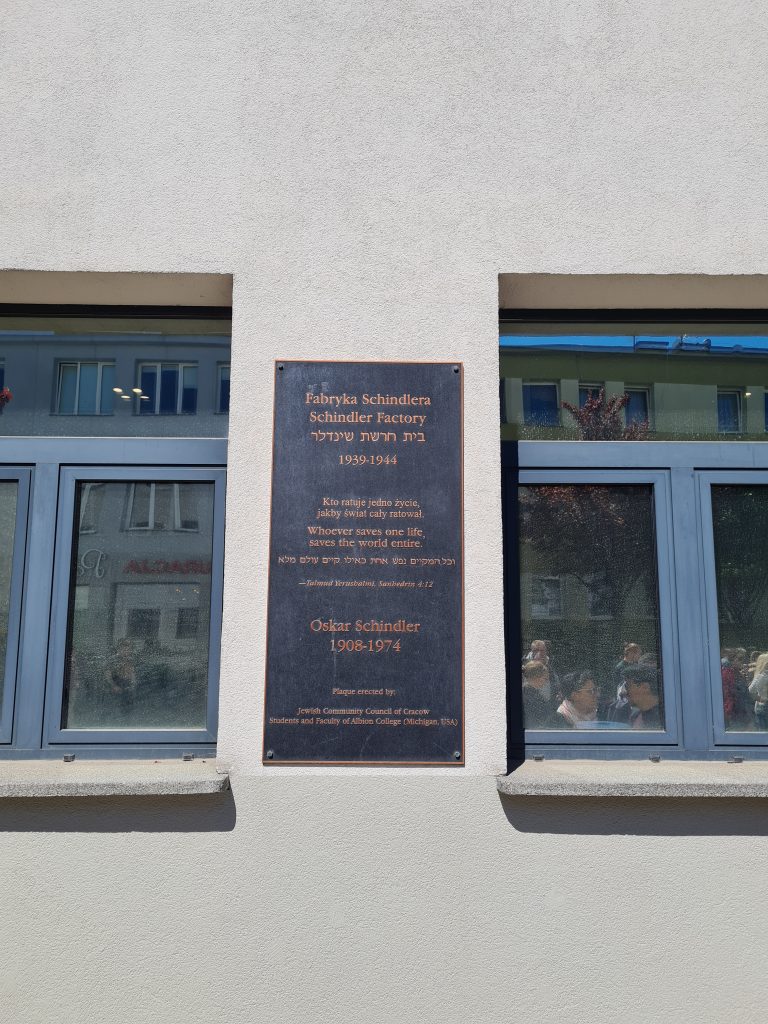 Fabryka Schindlera
Schindler Factory
בית חרשת שינדלר
1939-1944
Kto ratuje jedno życie,
jakby świat cały ratował.
Whoever saves one life,
saves the world entire.
וכל המקיים נפש אחת כאילו קיים עולם מלא
—Talmud Yerushalmi, Sanhedrin 4:12
Oskar Schindler
1908-1974
Plaque erected by:
Jewish Community Council of Cracow
Students and Faculty of Albion College (Michigan, USA)